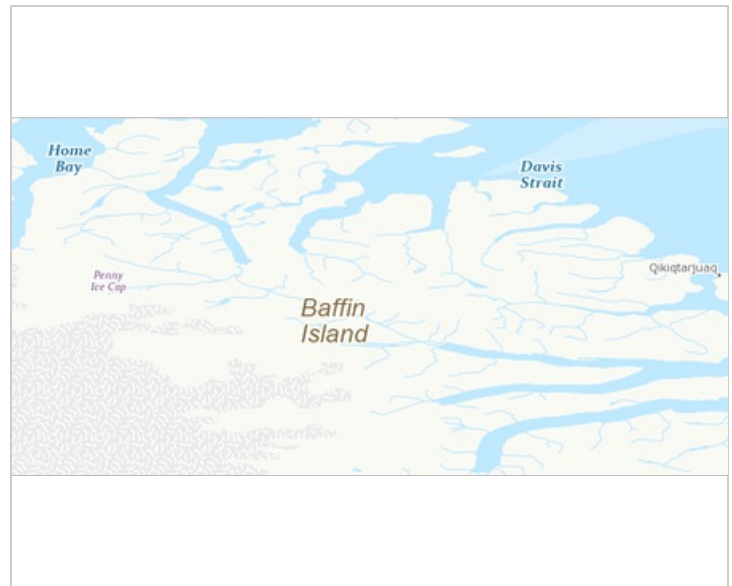 Home
Bay
Davis
Strait
Qikiqtarjuaq
Penny
Ice Cap
Baffin
Island